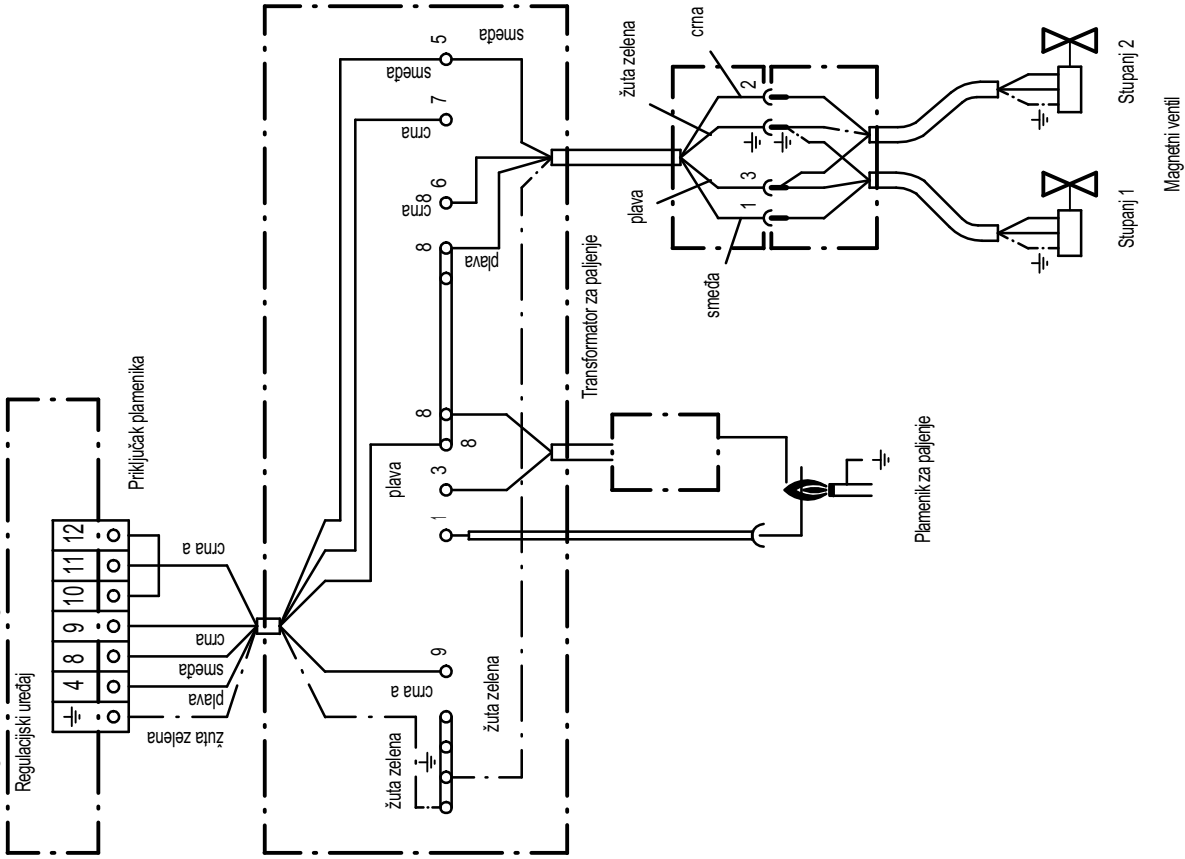 Regulacijski uređaj
Priključak plamenika
4
8
9
10
11
12
žuta zelena
plava
smeđa
crna
crna a
žuta zelena
žuta zelena
crna a
9
1
3
8
8
plava
8
plava
6
crna
7
crna
5
smeđa
smeđa
Transformator za paljenje
Plamenik za paljenje
smeđa
plava
žuta zelena
crna
1
3
2
Stupanj 1
Stupanj 2
Magnetni ventil